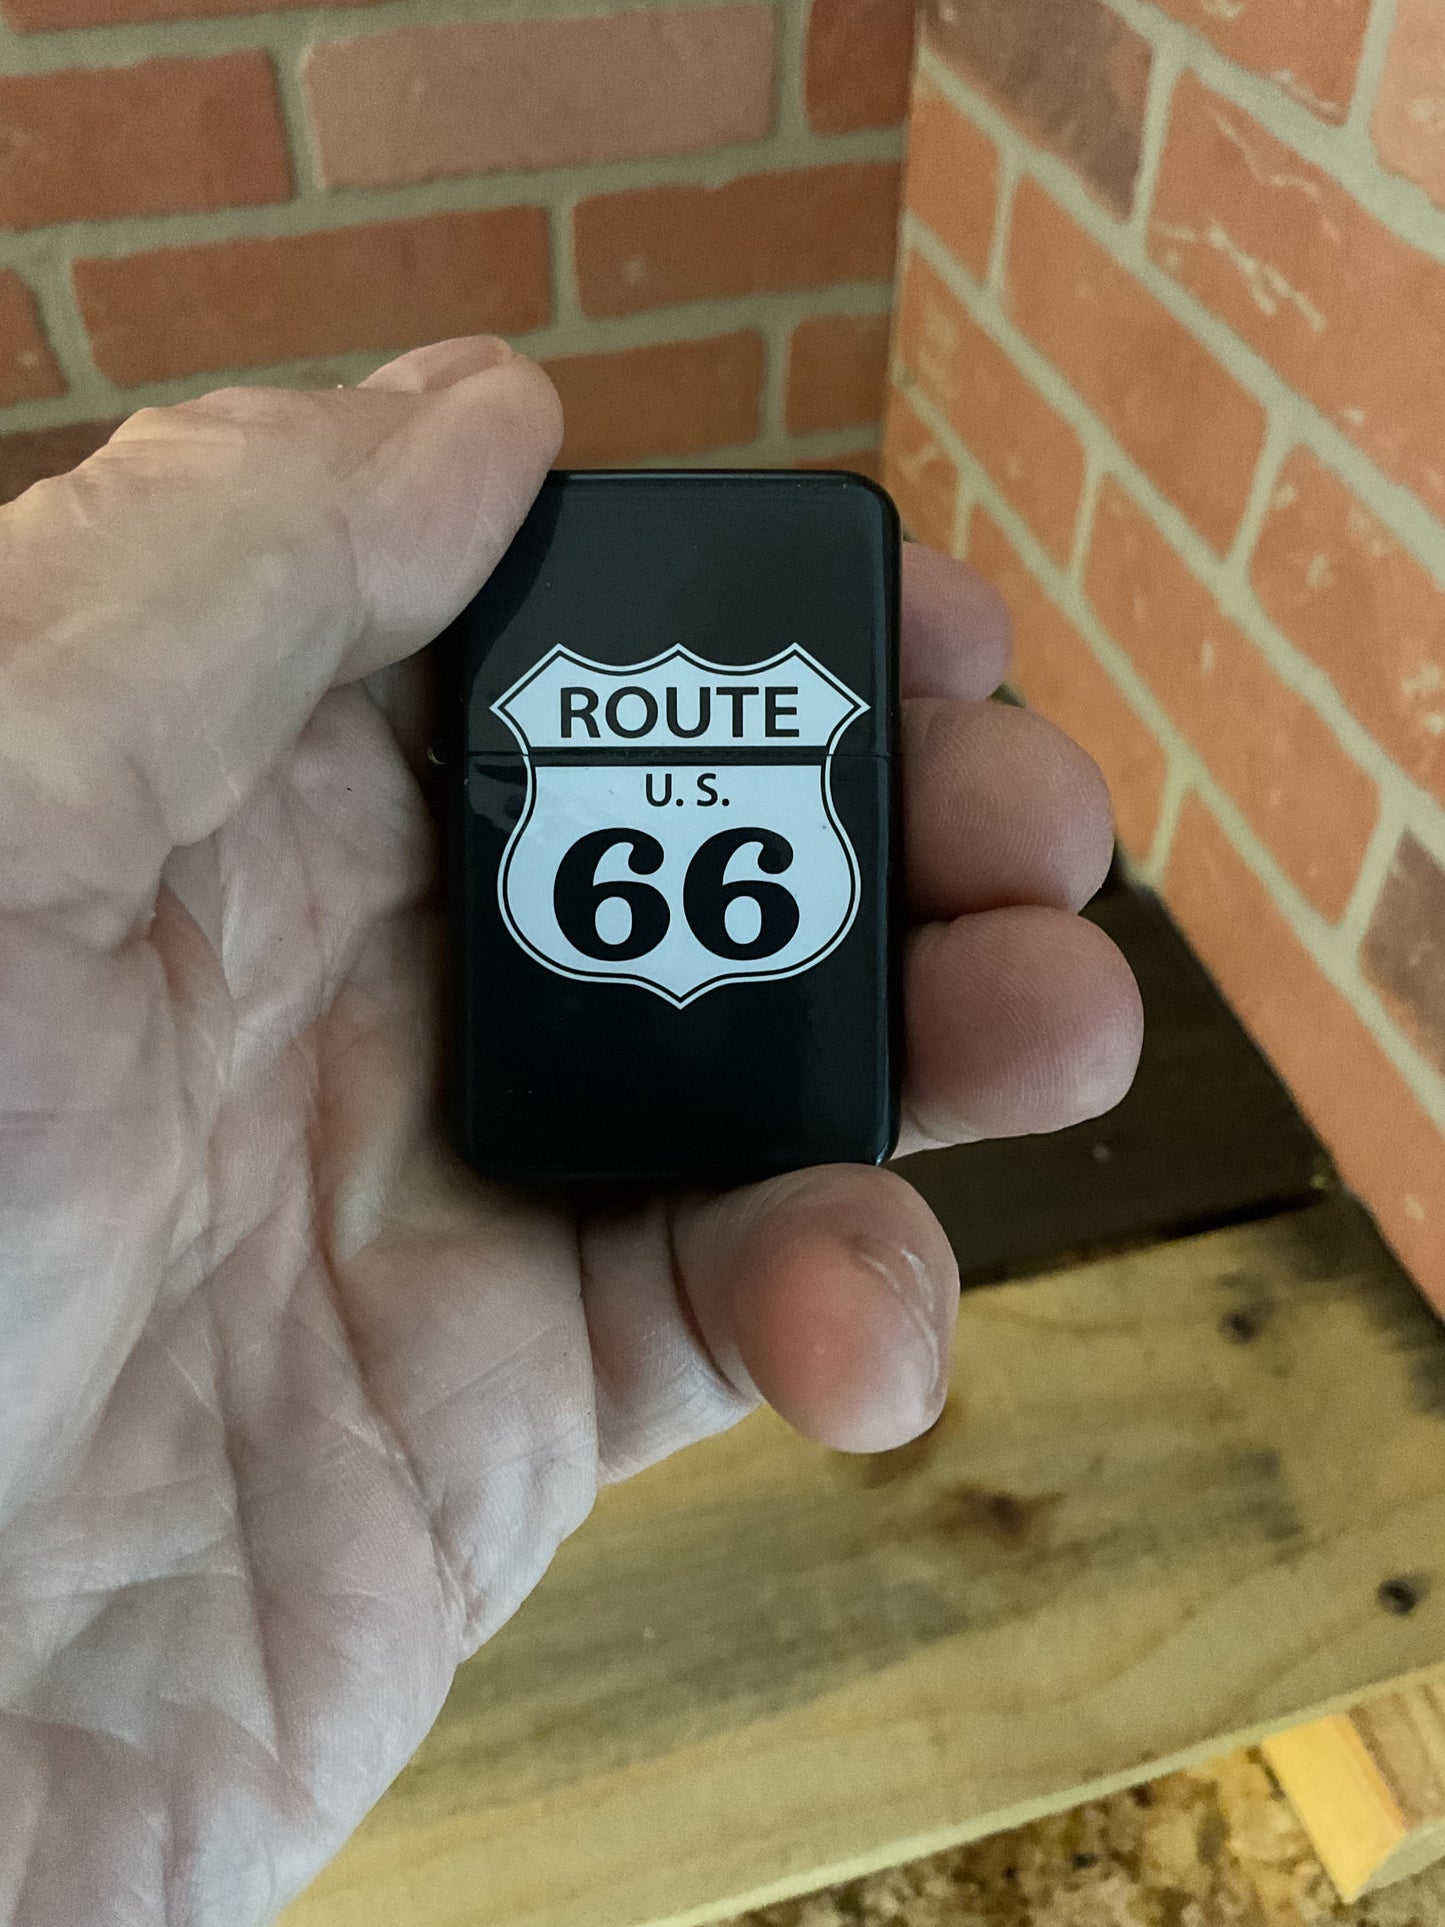 ROUTE
U. S.
66